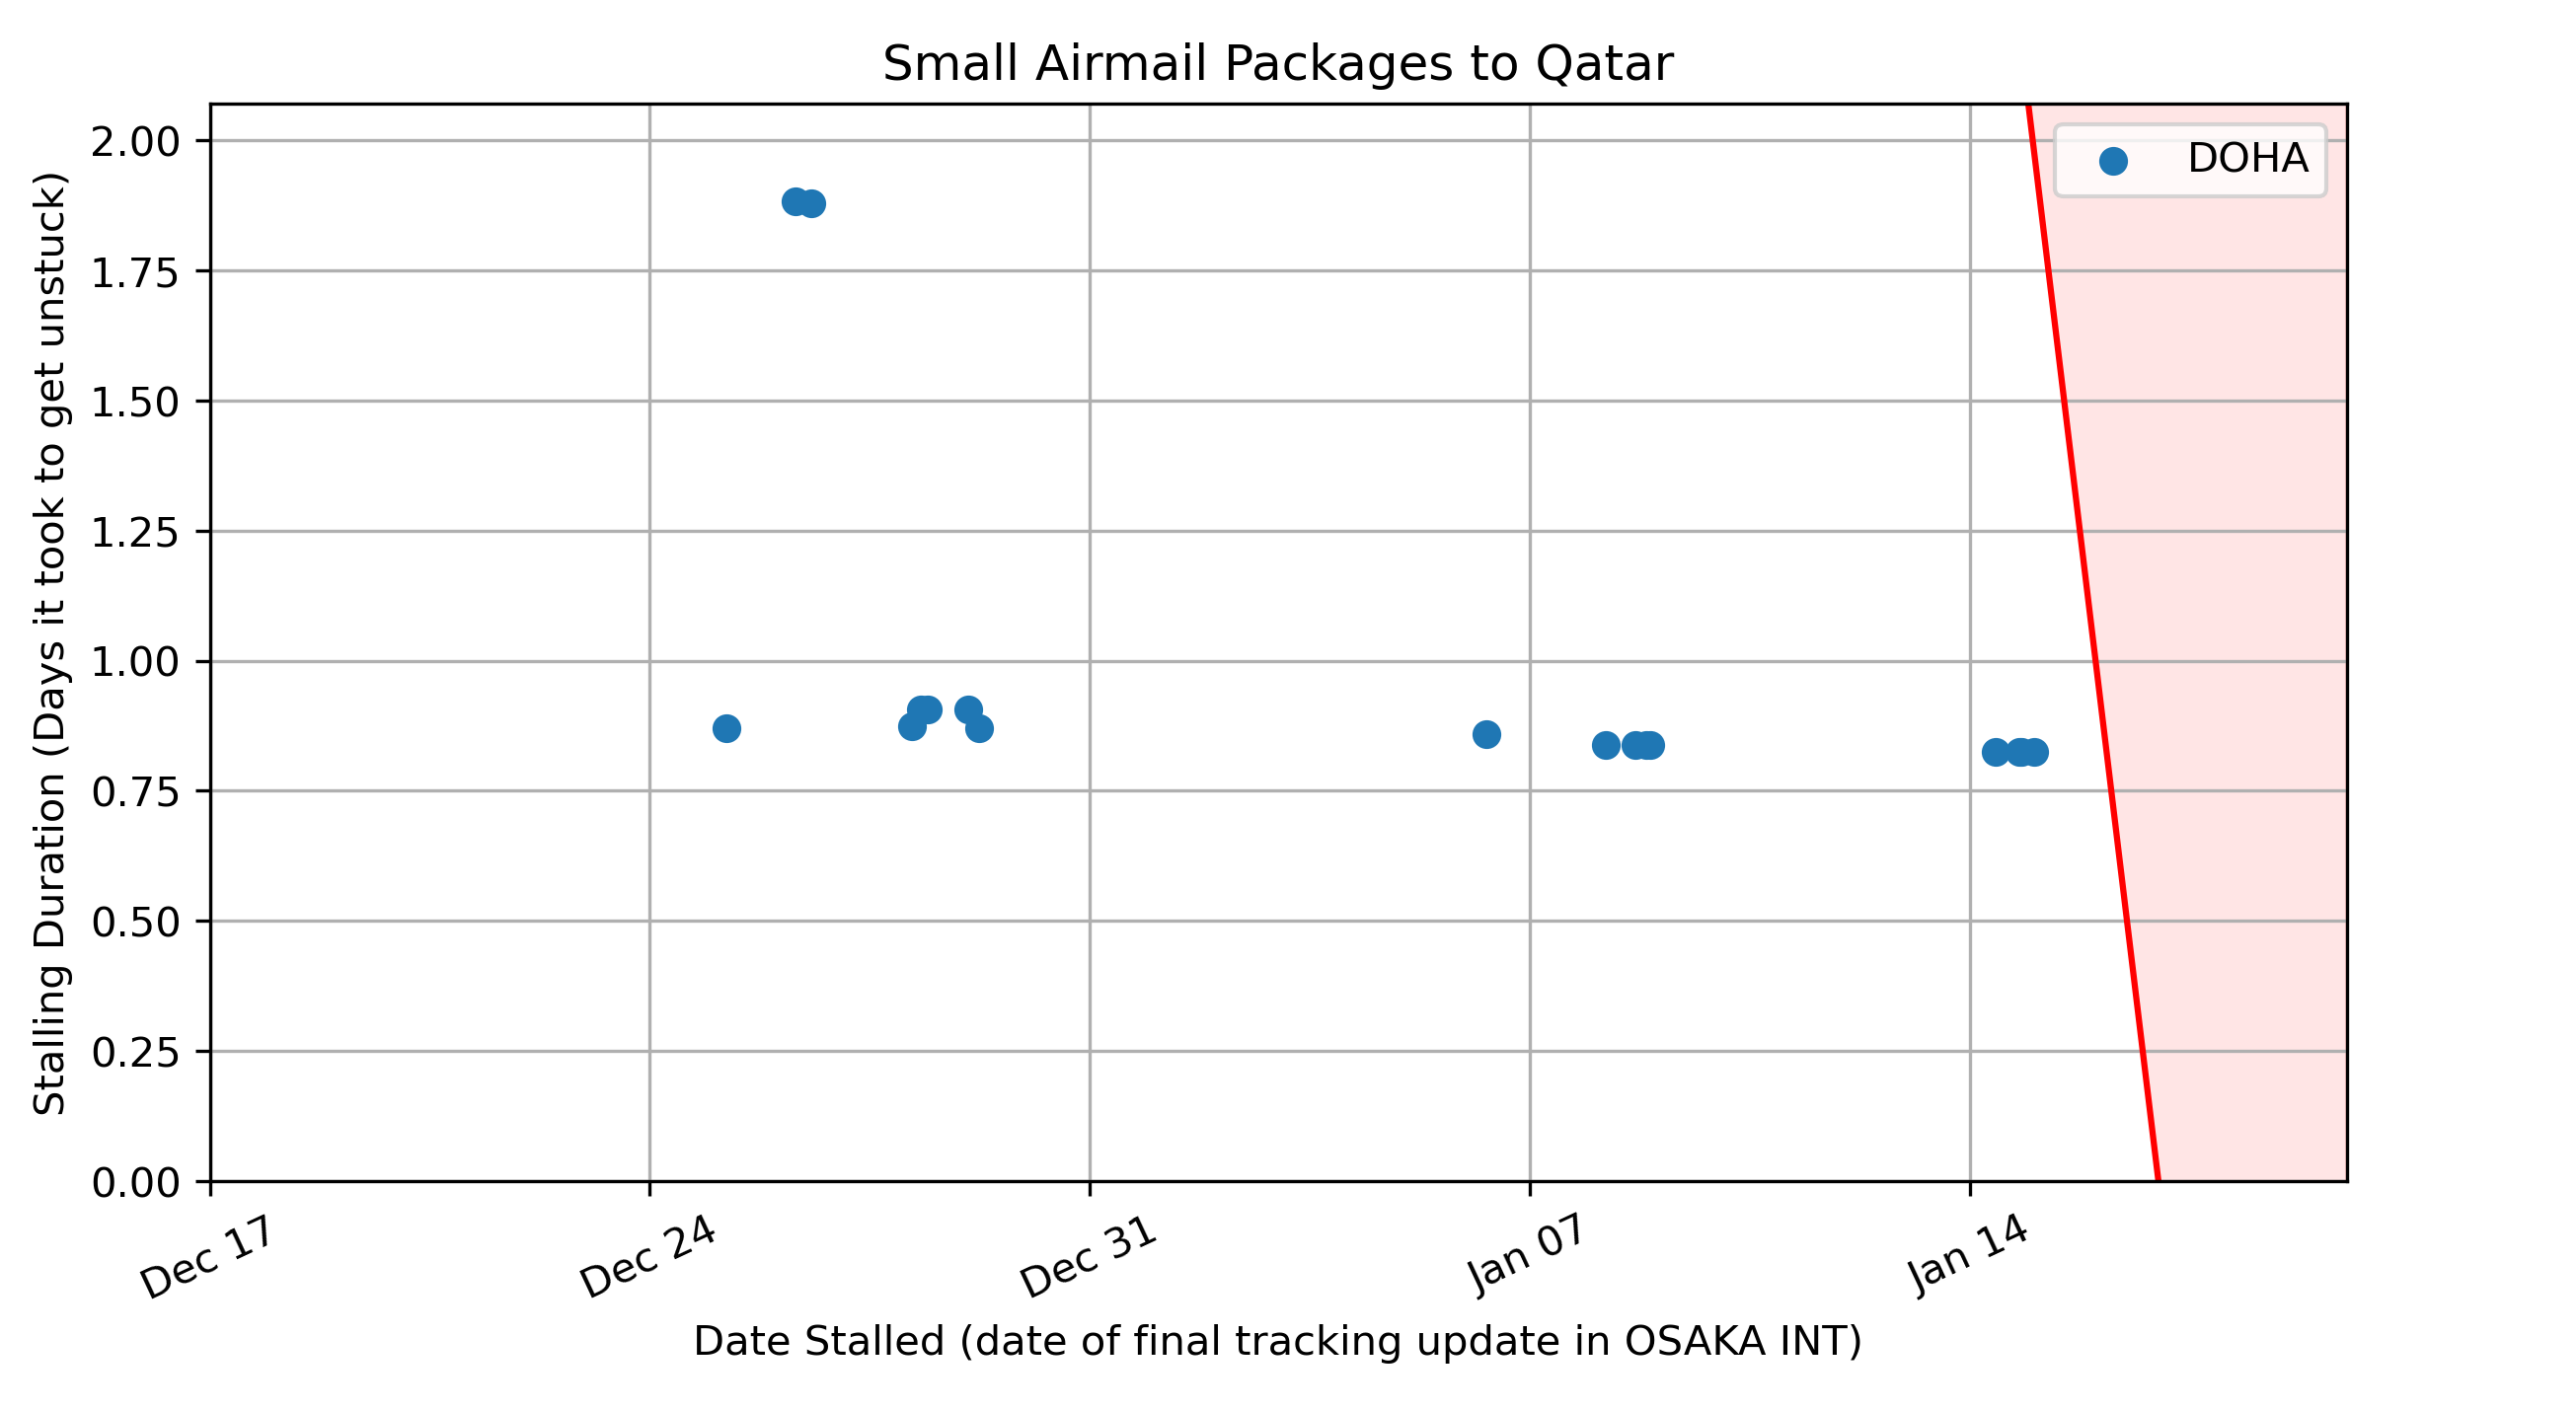 Small Airmail Packages to Qatar
DOHA
Stalling Duration (Days it took to get unstuck)
2.00
1.75
1.50
1.25
1.00
0.75
0.50
0.25
0.00
Dec 17
Dec 24
Dec 31
Jan 07
Jan 14
Date Stalled (date of final tracking update in OSAKA INT)